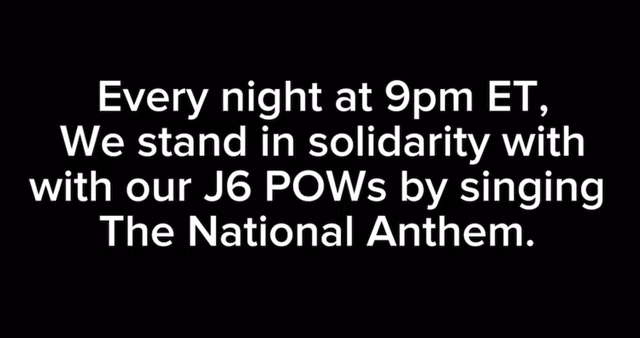 Every night at 9pm ET,
We stand in solidarity with
with our J6 POWs by singing
The National Anthem.